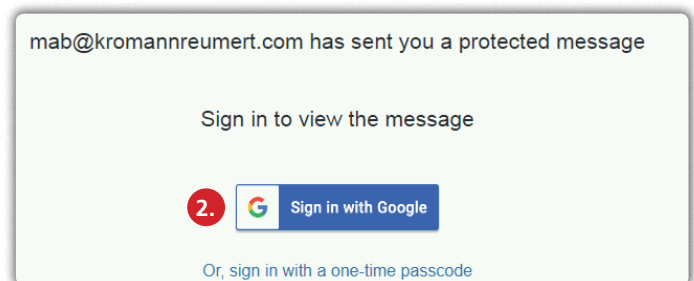 mab@kromannreumert.com has sent you a protected message
Sign in to view the message
2.
G
Sign in with Google
Or, sign in with a one-time passcode